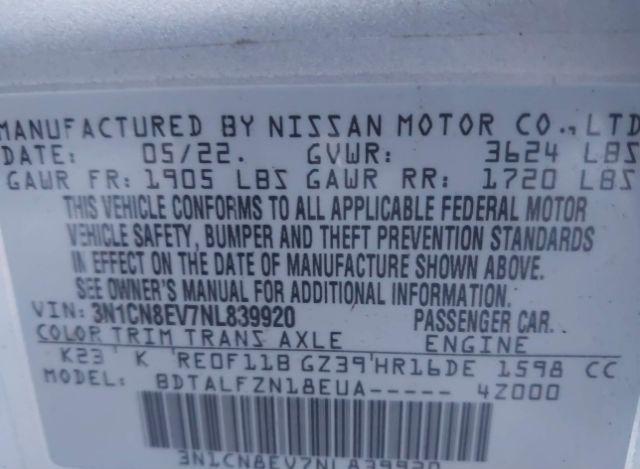 MANUFACTURED BY NISSAN MOTOR CO., LTD
DATE: 05/22. GVWR: 3624 LBS
GAWR FR: 1905 LBS GAWR RR: 1720 LBS
THIS VEHICLE CONFORMS TO ALL APPLICABLE FEDERAL MOTOR
VEHICLE SAFETY, BUMPER AND THEFT PREVENTION STANDARDS
IN EFFECT ON THE DATE OF MANUFACTURE SHOWN ABOVE.
SEE OWNER'S MANUAL FOR ADDITIONAL INFORMATION.
VIN: 3N1CN8EV7NL839920 PASSENGER CAR.
COLOR TRIM TRANS AXLE ENGINE
K23 K RE0F11B GZ39 HR16DE 1598 CC
MODEL: BDTALFZN18EUA----- 4Z000